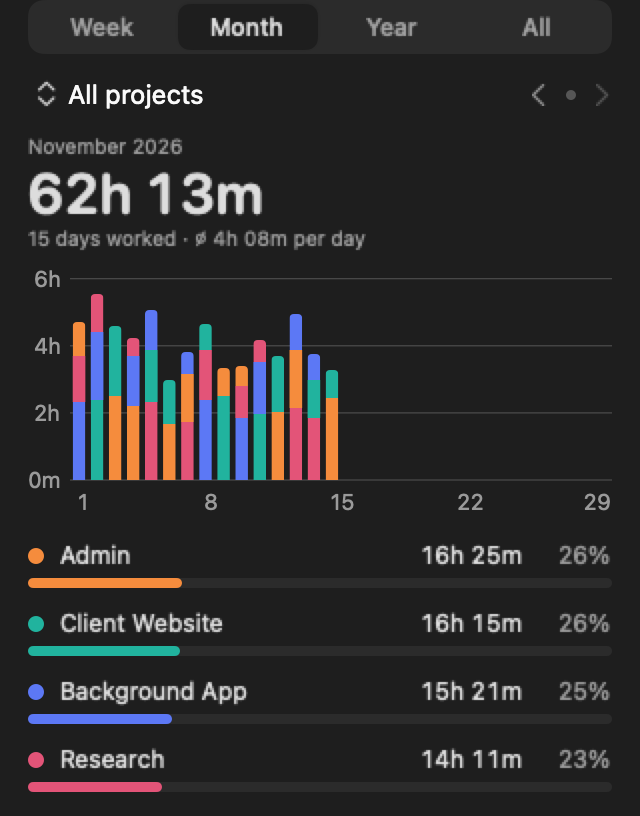 Week Month Year All
All projects
November 2026
62h 13m
15 days worked · ø 4h 08m per day
6h
4h
2h
0m
1 8 15 22 29
Admin 16h 25m 26%
Client Website 16h 15m 26%
Background App 15h 21m 25%
Research 14h 11m 23%